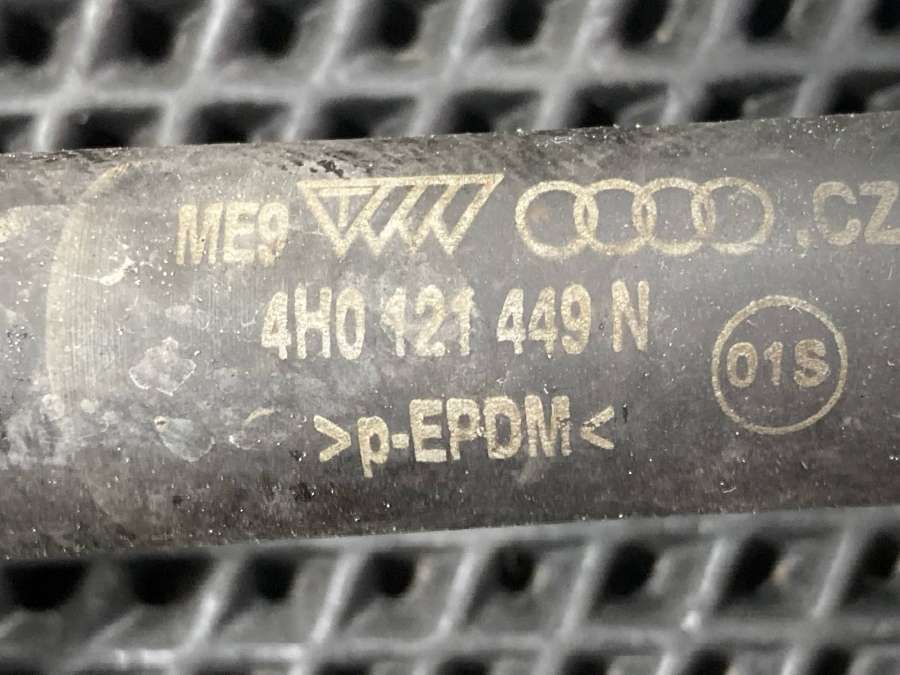 ME9 ,CZ
4H0 121 449 N
01S
>p-EPDM<